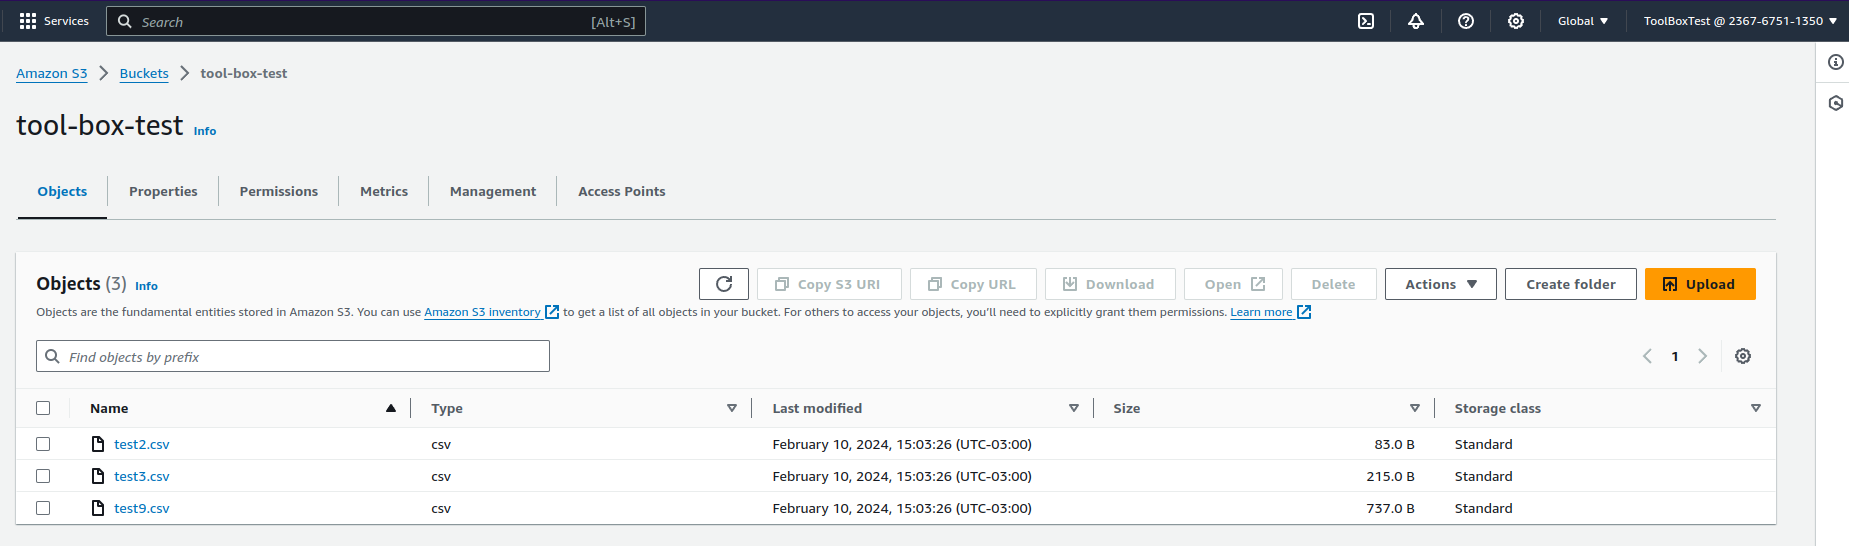 Services Search [Alt+S] Global ToolBoxTest @ 2367-6751-1350
Amazon S3 Buckets tool-box-test
tool-box-test Info
Objects Properties Permissions Metrics Management Access Points
Objects (3) Info Copy S3 URI Copy URL Download Open Delete Actions Create folder Upload
Objects are the fundamental entities stored in Amazon S3. You can use Amazon S3 inventory to get a list of all objects in your bucket. For others to access your objects, you'll need to explicitly grant them permissions. Learn more
Find objects by prefix 1
Name Type Last modified Size Storage class
test2.csv csv February 10, 2024, 15:03:26 (UTC-03:00) 83.0 B Standard
test3.csv csv February 10, 2024, 15:03:26 (UTC-03:00) 215.0 B Standard
test9.csv csv February 10, 2024, 15:03:26 (UTC-03:00) 737.0 B Standard